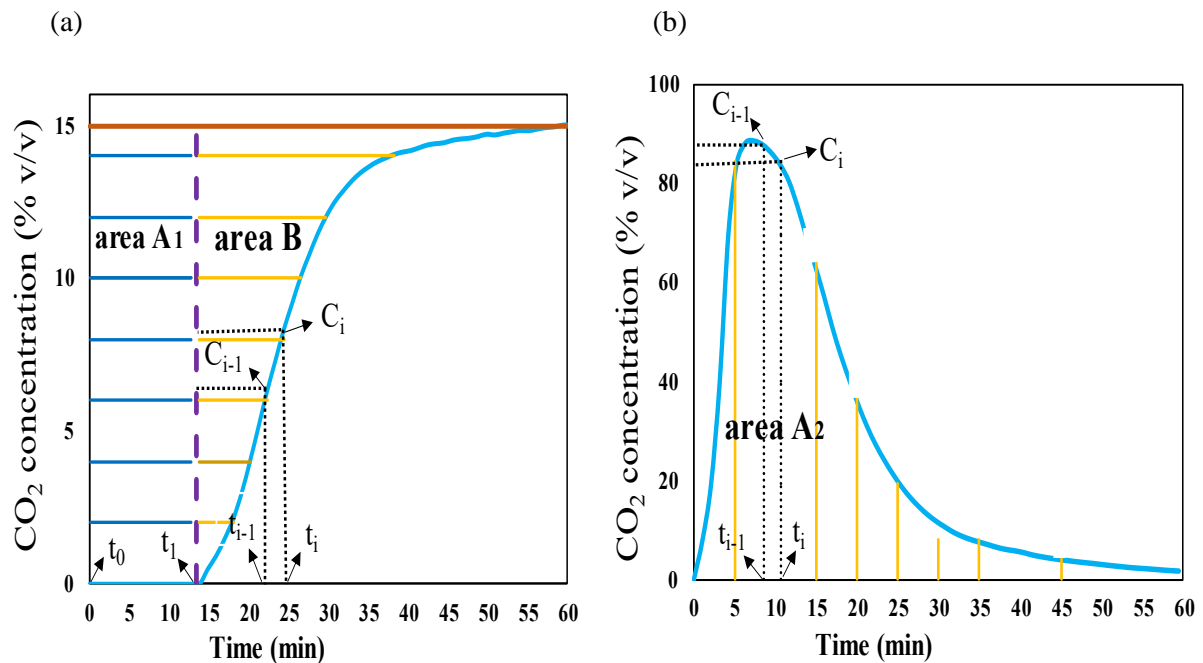 (a)
CO₂ concentration (% v/v)
15
10
5
0
area A₁
area B
Cᵢ
Cᵢ₋₁
t₀
t₁
tᵢ₋₁
tᵢ
0 5 10 15 20 25 30 35 40 45 50 55 60
Time (min)
(b)
CO₂ concentration (% v/v)
100
80
60
40
20
0
Cᵢ₋₁
Cᵢ
area A₂
tᵢ₋₁
tᵢ
0 5 10 15 20 25 30 35 40 45 50 55 60
Time (min)